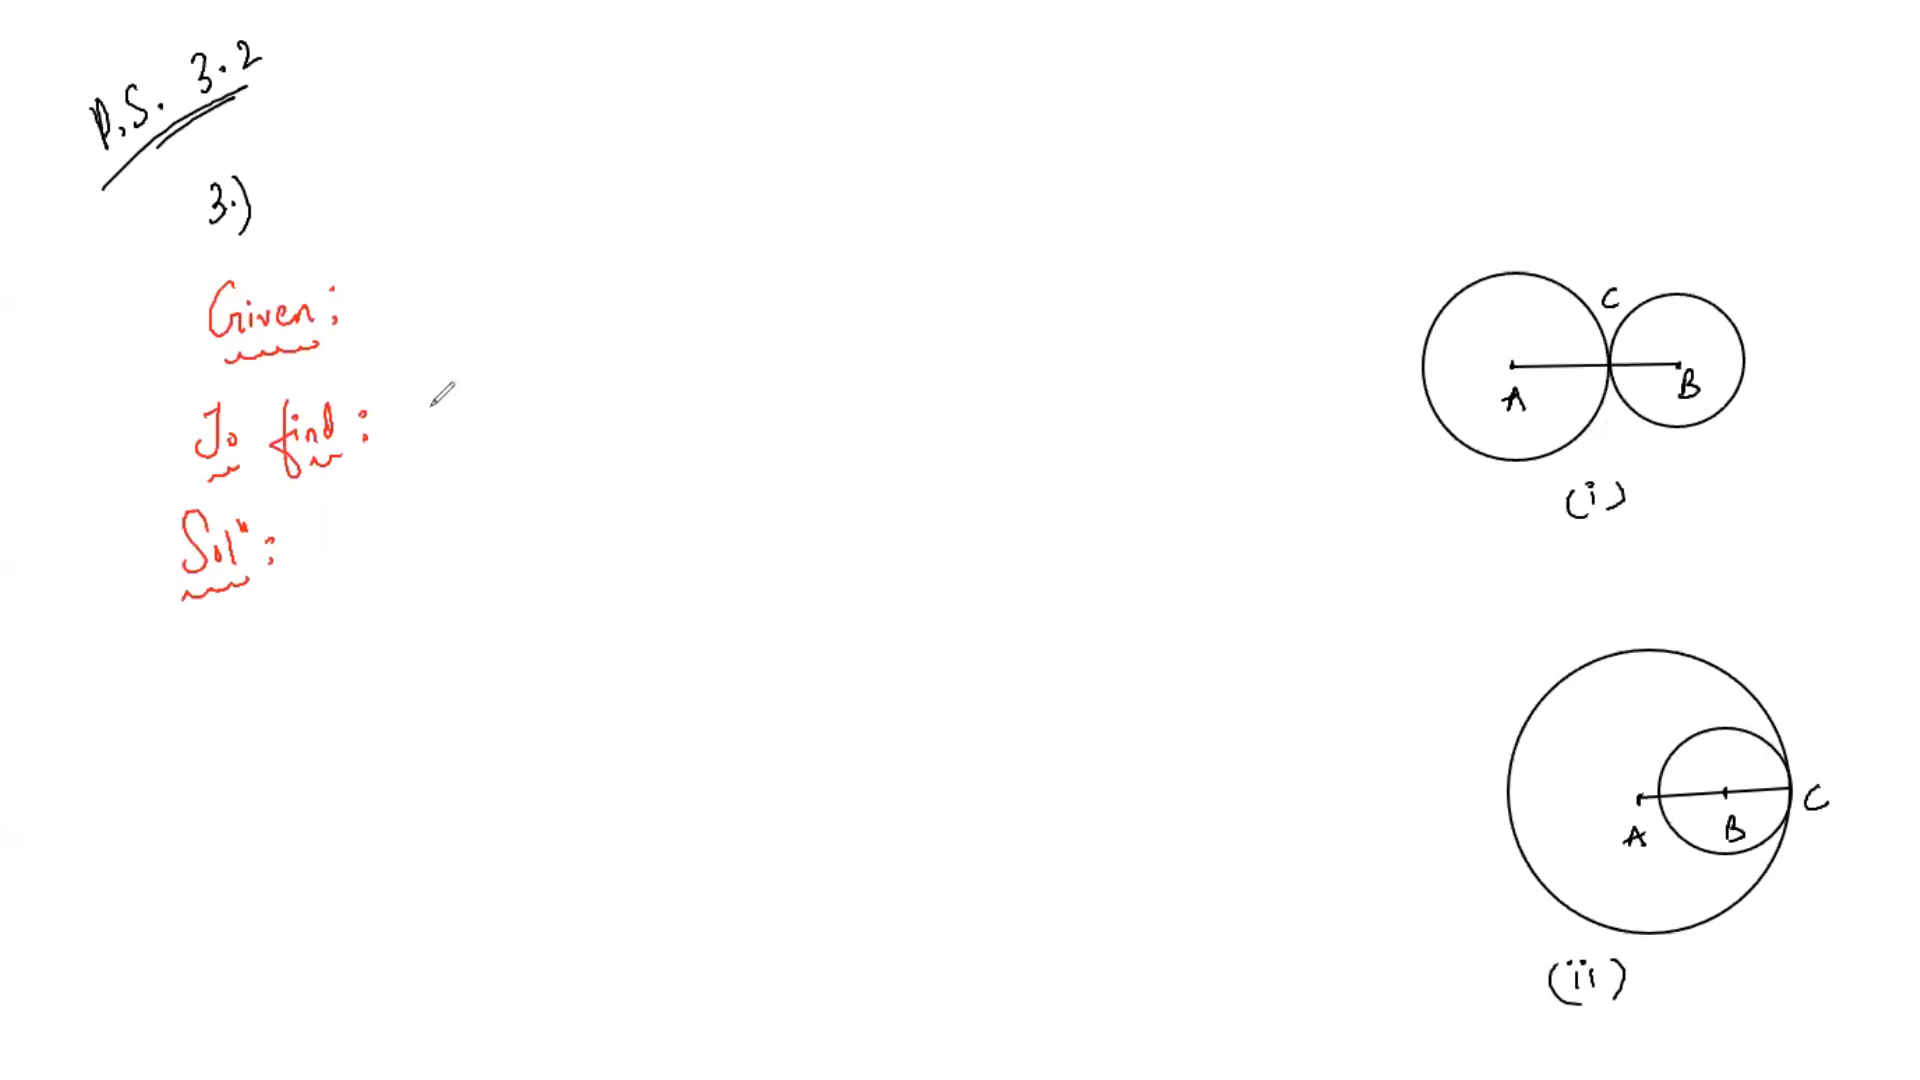 P.S. 3.2
3.)
Given:
To find:
Solⁿ:
C
A
B
(i)
A
B
C
(ii)